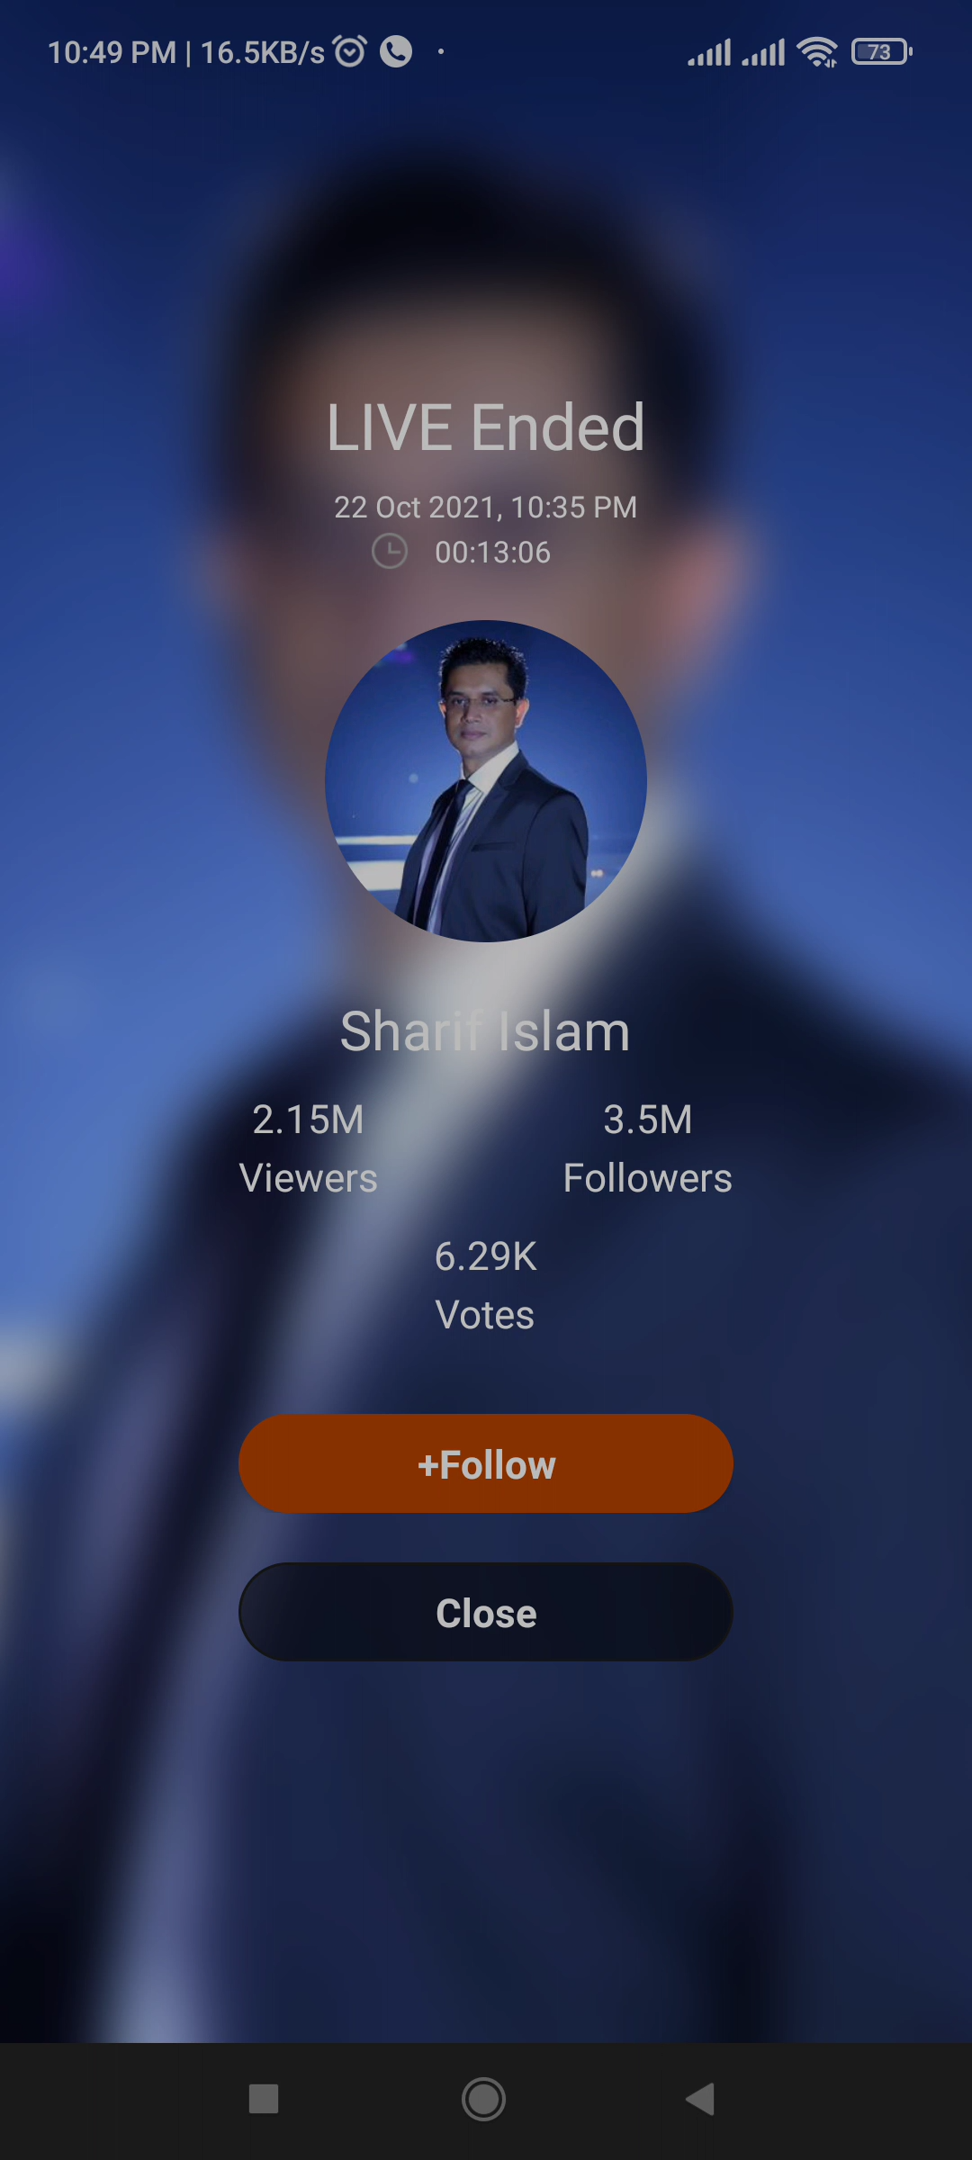 10:49 PM | 16.5KB/s 73
LIVE Ended
22 Oct 2021, 10:35 PM
00:13:06
Sharif Islam
2.15M 3.5M
Viewers Followers
6.29K
Votes
+Follow
Close